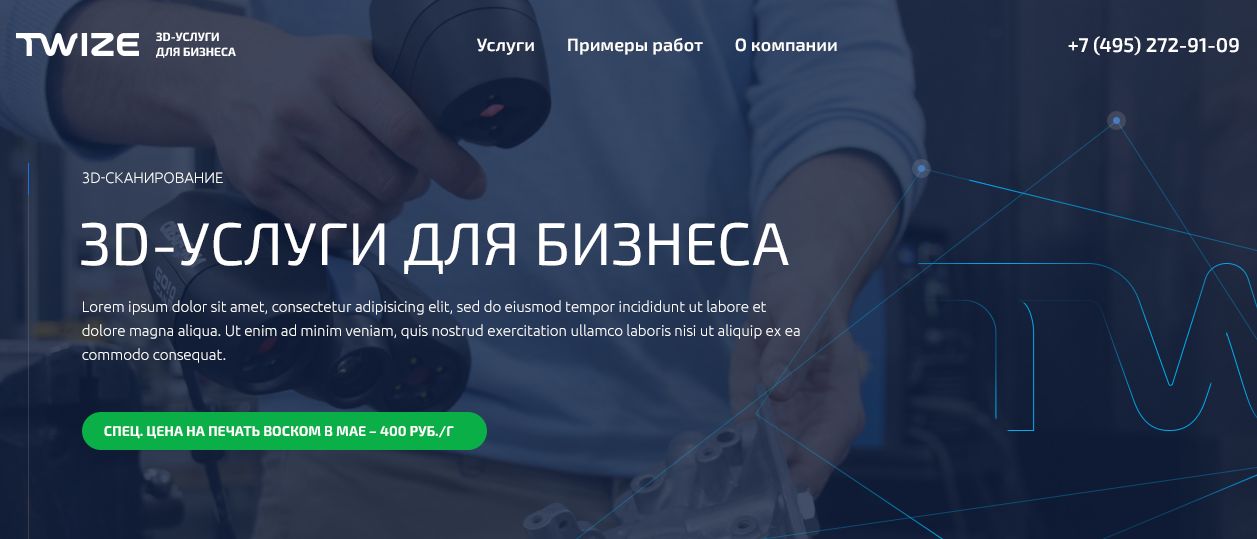 TWIZE
3D-УСЛУГИ
ДЛЯ БИЗНЕСА
Услуги
Примеры работ
О компании
+7 (495) 272-91-09
3D-СКАНИРОВАНИЕ
3D-УСЛУГИ ДЛЯ БИЗНЕСА
Lorem ipsum dolor sit amet, consectetur adipisicing elit, sed do eiusmod tempor incididunt ut labore et
dolore magna aliqua. Ut enim ad minim veniam, quis nostrud exercitation ullamco laboris nisi ut aliquip ex ea
commodo consequat.
СПЕЦ. ЦЕНА НА ПЕЧАТЬ ВОСКОМ В МАЕ – 400 РУБ./Г
TW